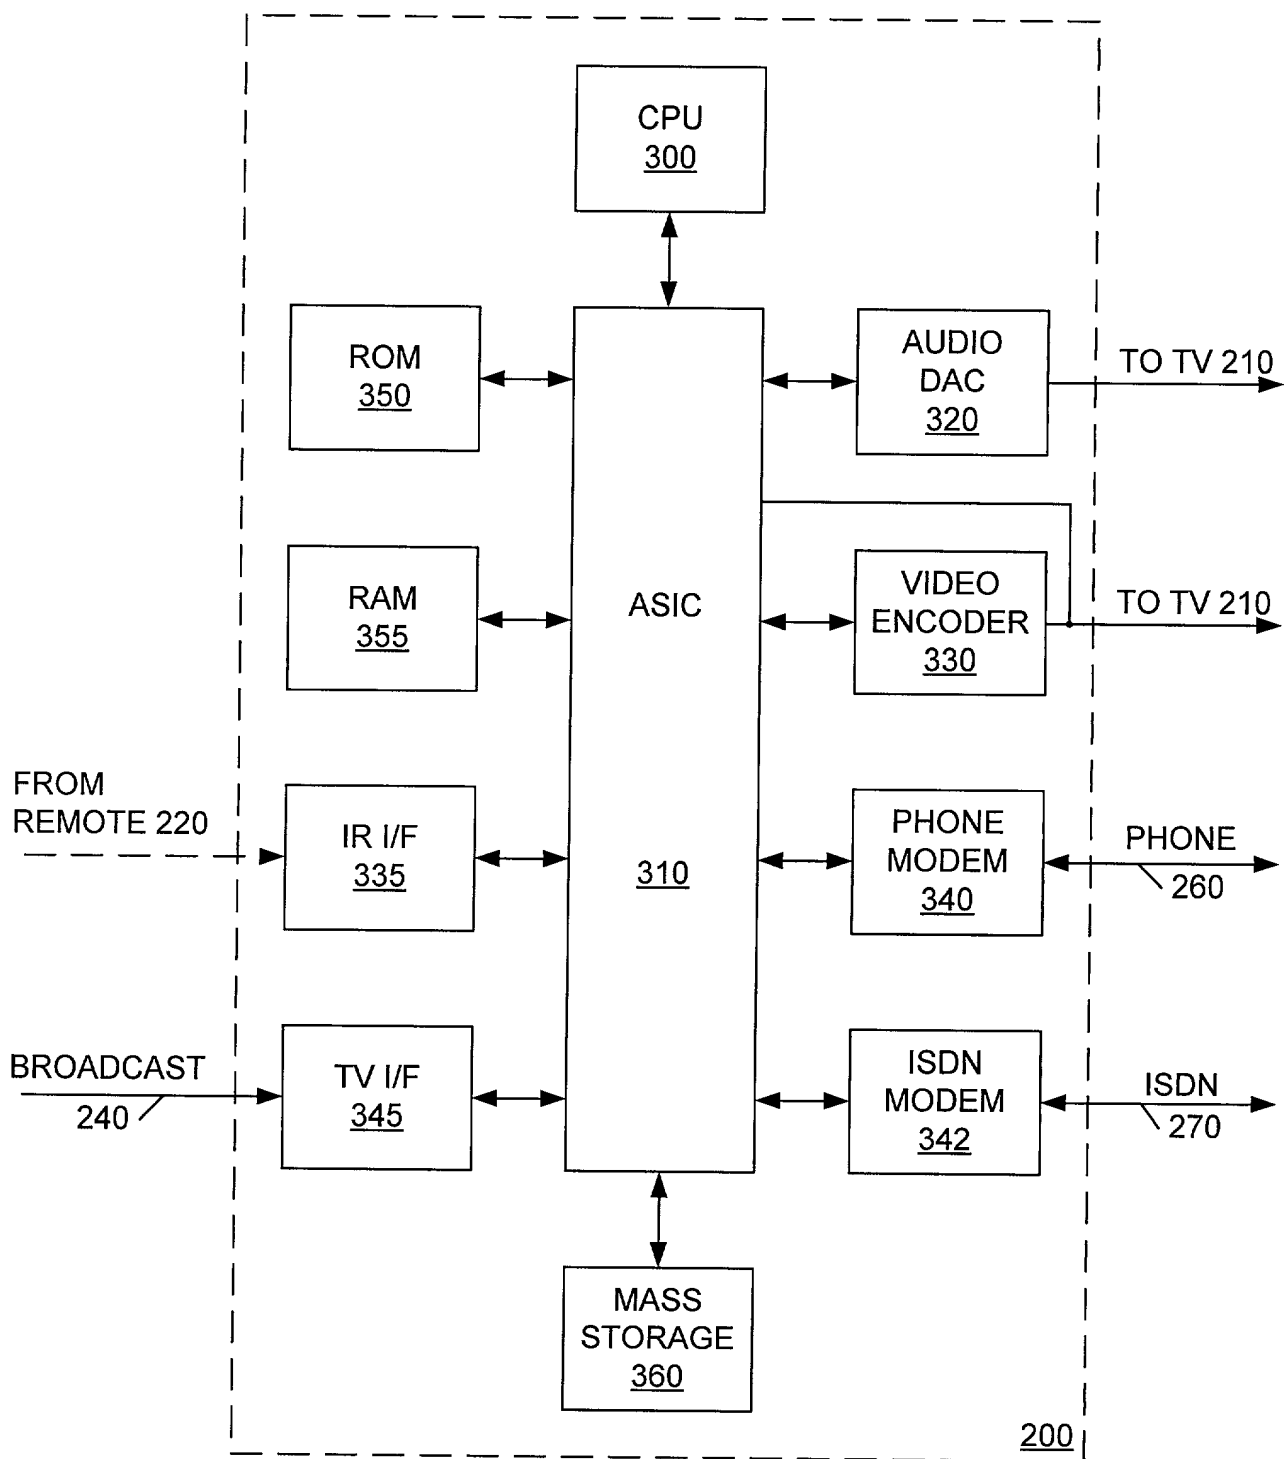 CPU
300
ROM
350
AUDIO
DAC
320
TO TV 210
RAM
355
ASIC
310
VIDEO
ENCODER
330
TO TV 210
FROM
REMOTE 220
IR I/F
335
PHONE
MODEM
340
PHONE
260
BROADCAST
240
TV I/F
345
ISDN
MODEM
342
ISDN
270
MASS
STORAGE
360
200